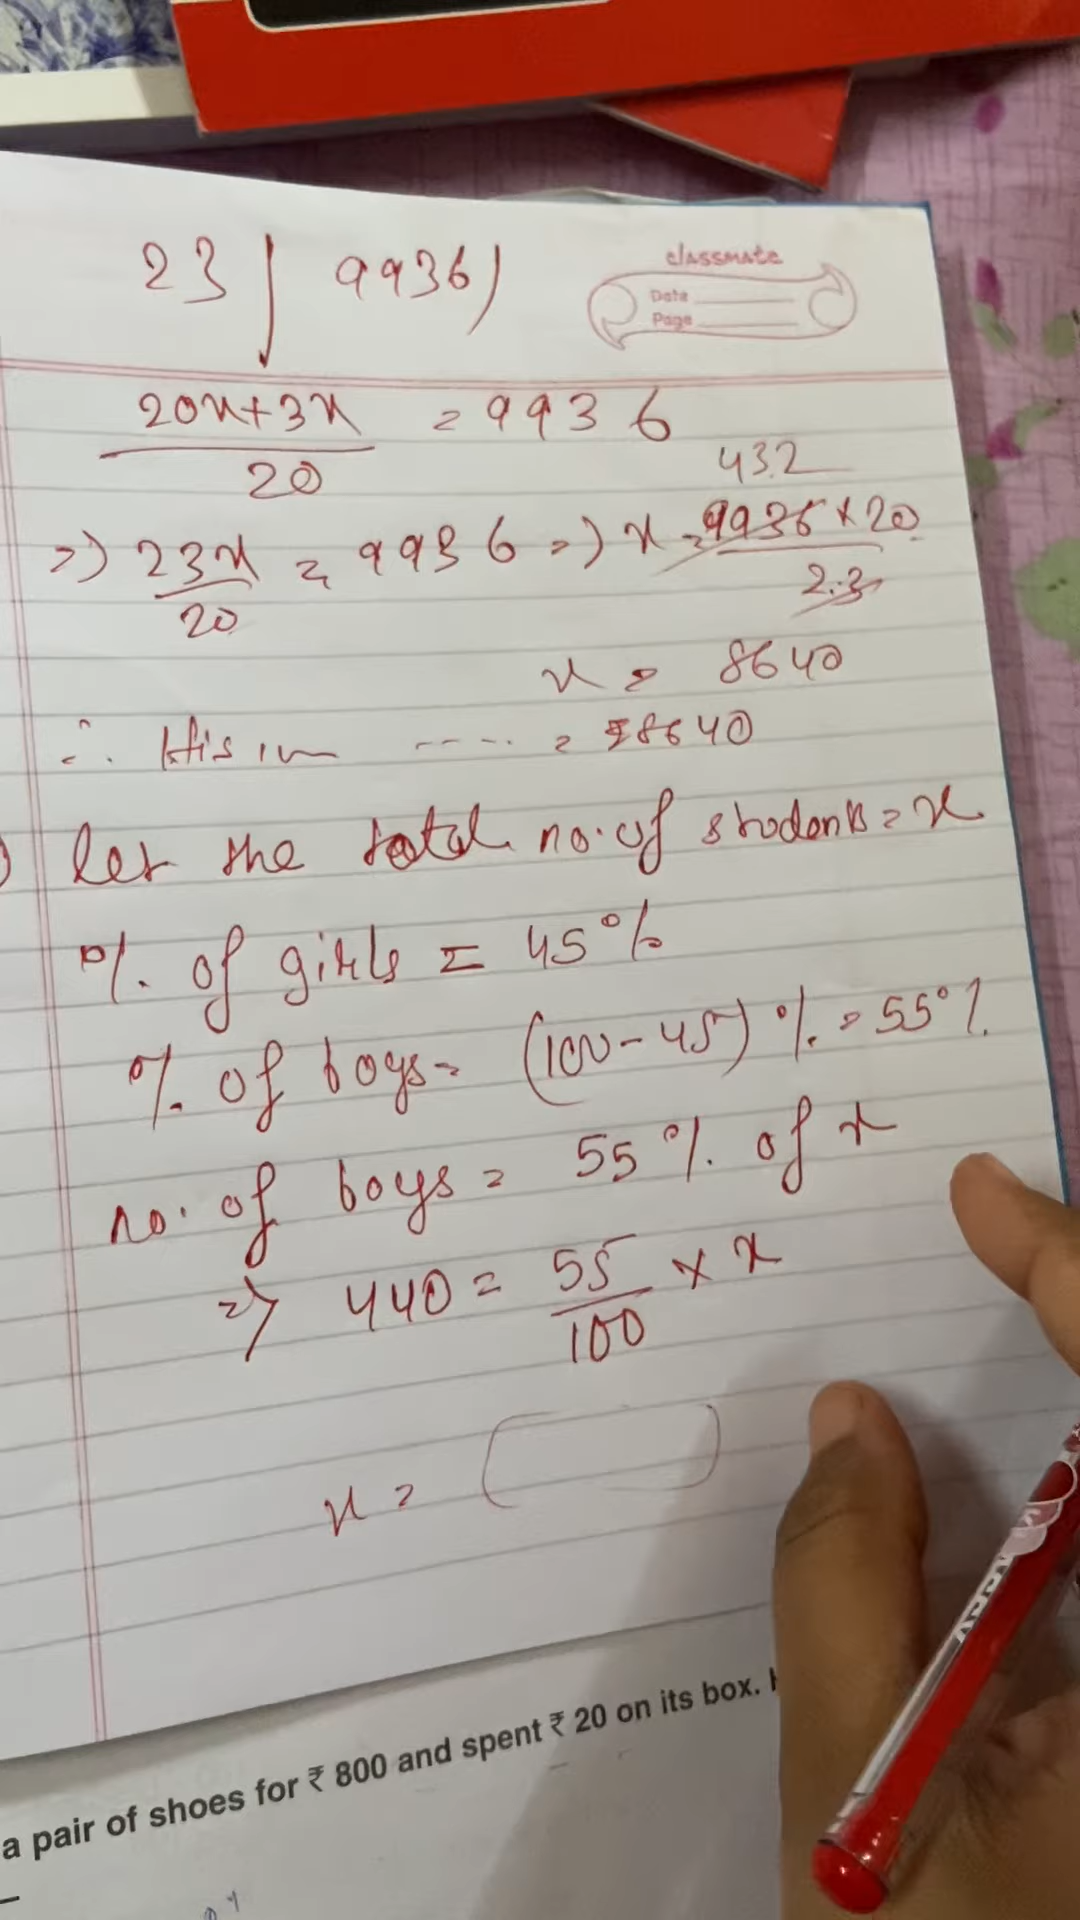 23 ) 9936 )
classmate
Date
Page
20x+3x / 20 = 9936
=) 23x / 20 = 9936 =) x = 9936 × 20 / 23
432
x = 8640
∴ His in ---- = ₹8640
let the total no. of students = x
% of girls = 45%
% of boys = (100-45) % = 55%
no. of boys = 55 % of x
=) 440 = 55 / 100 × x
x =
a pair of shoes for ₹ 800 and spent ₹ 20 on its box.